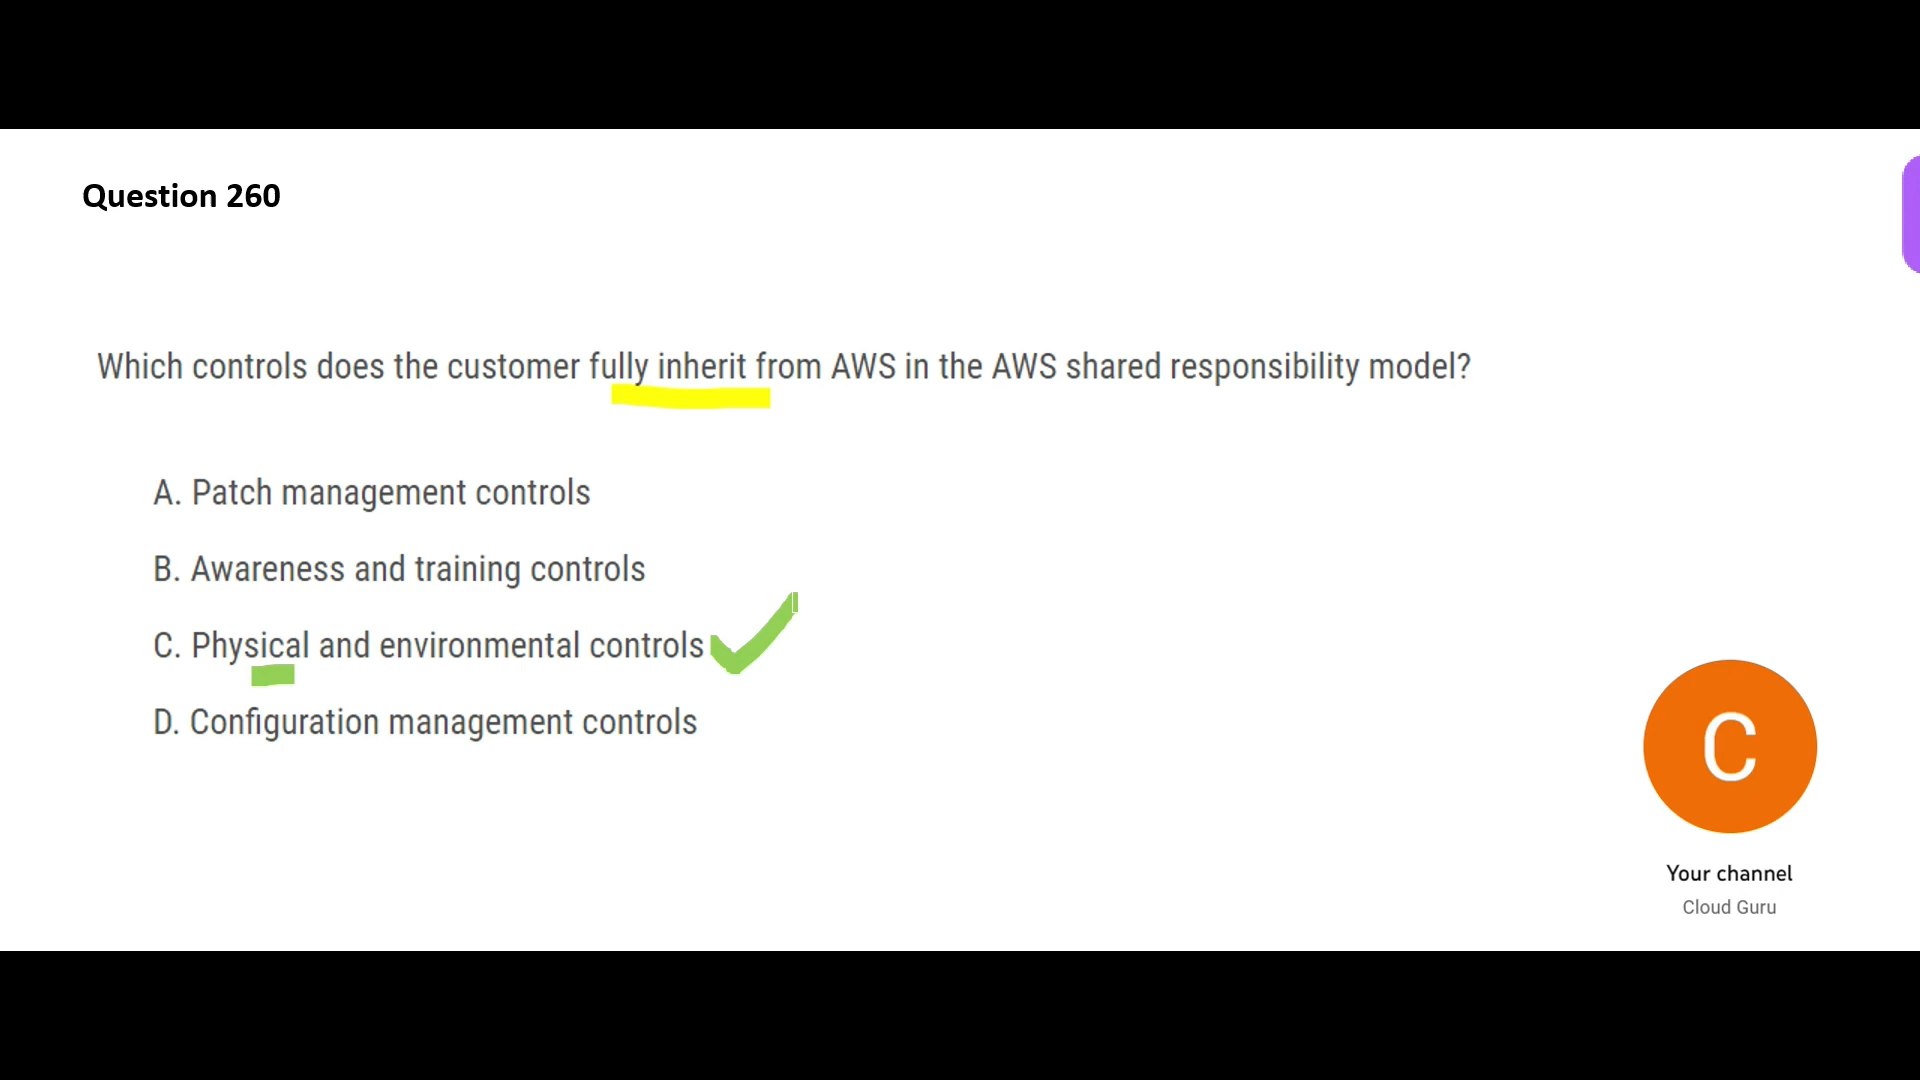 Question 260
Which controls does the customer fully inherit from AWS in the AWS shared responsibility model?
A. Patch management controls
B. Awareness and training controls
C. Physical and environmental controls
D. Configuration management controls
C
Your channel
Cloud Guru